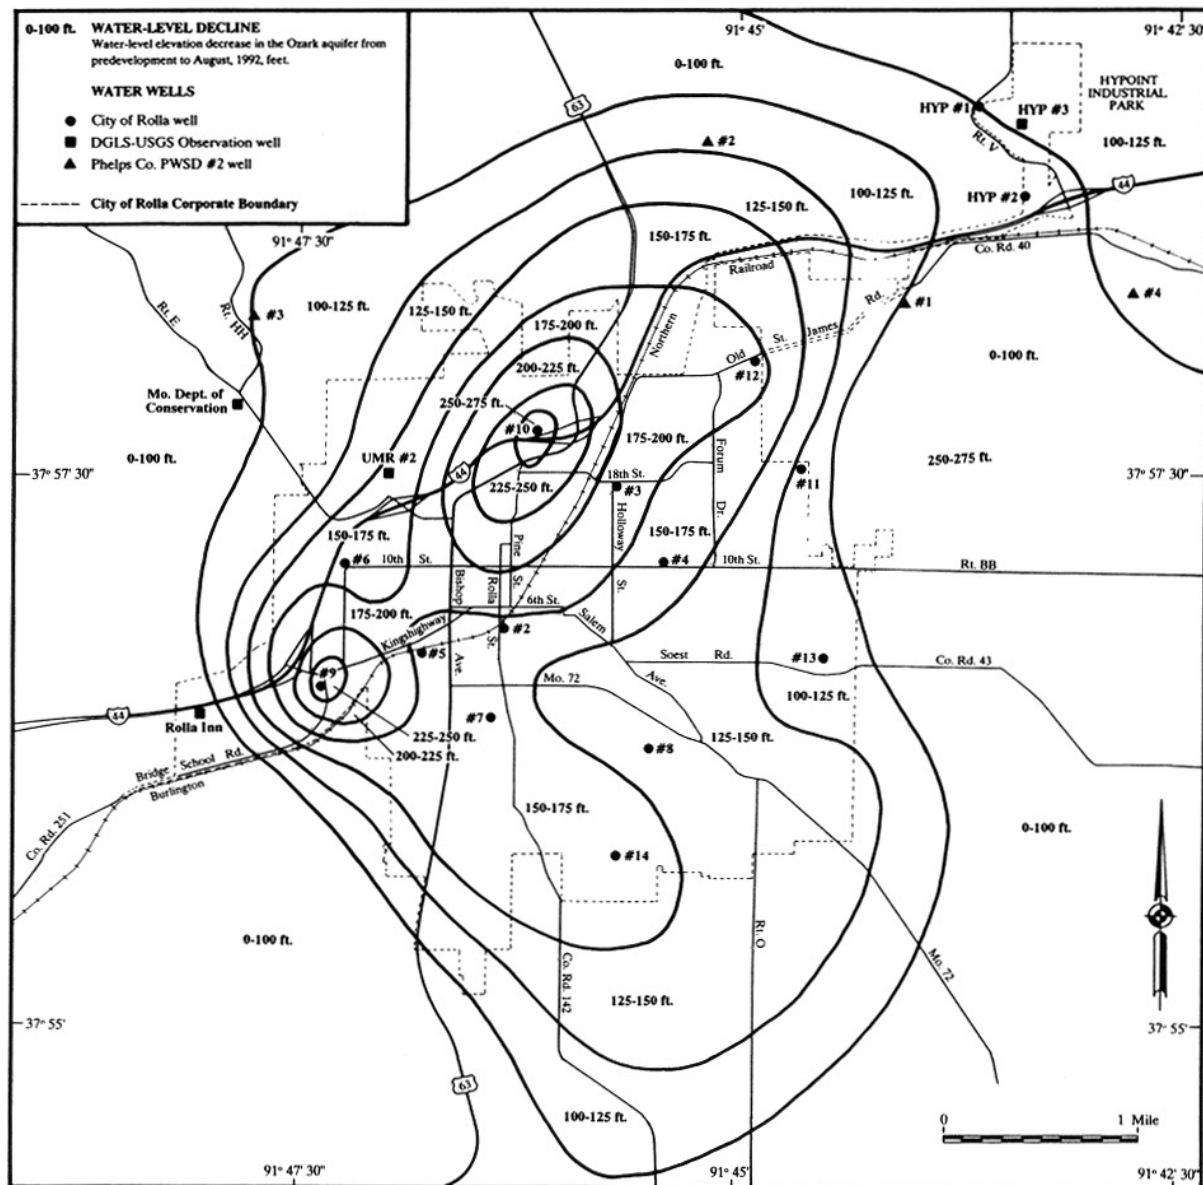 0-100 ft. WATER-LEVEL DECLINE
Water-level elevation decrease in the Ozark aquifer from
predevelopment to August, 1992, feet.
WATER WELLS
City of Rolla well
DGLS-USGS Observation well
Phelps Co. PWSD #2 well
City of Rolla Corporate Boundary
91° 45'
91° 42' 30"
0-100 ft.
63
HYPOINT
INDUSTRIAL
PARK
HYP #1
HYP #3
#2
Rt. V
100-125 ft.
44
100-125 ft.
HYP #2
125-150 ft.
91° 47' 30"
150-175 ft.
Co. Rd. 40
Railroad
Rt. E
Rt. HH
#3
100-125 ft.
125-150 ft.
175-200 ft.
Northern
Old St. James Rd.
#1
#4
0-100 ft.
200-225 ft.
#12
Mo. Dept. of
Conservation
250-275 ft.
#10
175-200 ft.
Forum Dr.
0-100 ft.
UMR #2
44
250-275 ft.
37° 57' 30"
37° 57' 30"
18th St.
#11
225-250 ft.
#3
Holloway St.
150-175 ft.
150-175 ft.
Pine St.
#6
10th St.
#4
10th St.
Rt. BB
Bishop Ave.
Rolla St.
175-200 ft.
6th St.
Salem Ave.
Kingshighway
#2
#5
Soest Rd.
#13
Co. Rd. 43
#9
Mo. 72
100-125 ft.
44
Rolla Inn
#7
225-250 ft.
125-150 ft.
200-225 ft.
#8
Bridge School Rd.
Burlington
150-175 ft.
Co. Rd. 251
0-100 ft.
#14
0-100 ft.
Rt. O
Mo. 72
Co. Rd. 142
125-150 ft.
37° 55'
37° 55'
63
100-125 ft.
0 1 Mile
91° 47' 30"
91° 45'
91° 42' 30"